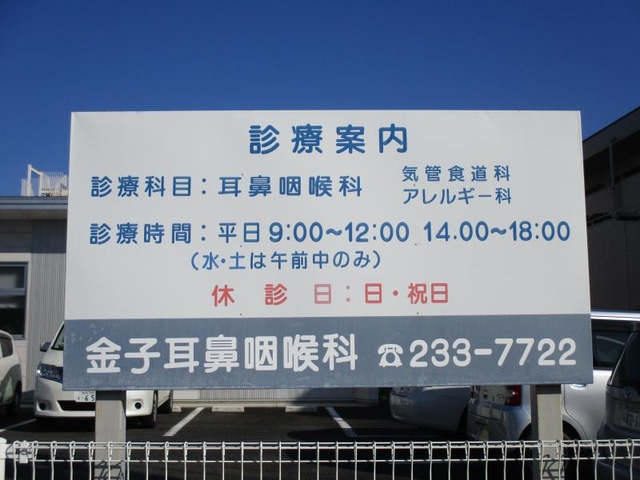 診療案内
診療科目：耳鼻咽喉科 気管食道科
アレルギー科
診療時間：平日9:00〜12:00 14.00〜18:00
（水・土は午前中のみ）
休診日：日・祝日
金子耳鼻咽喉科 ☎233-7722